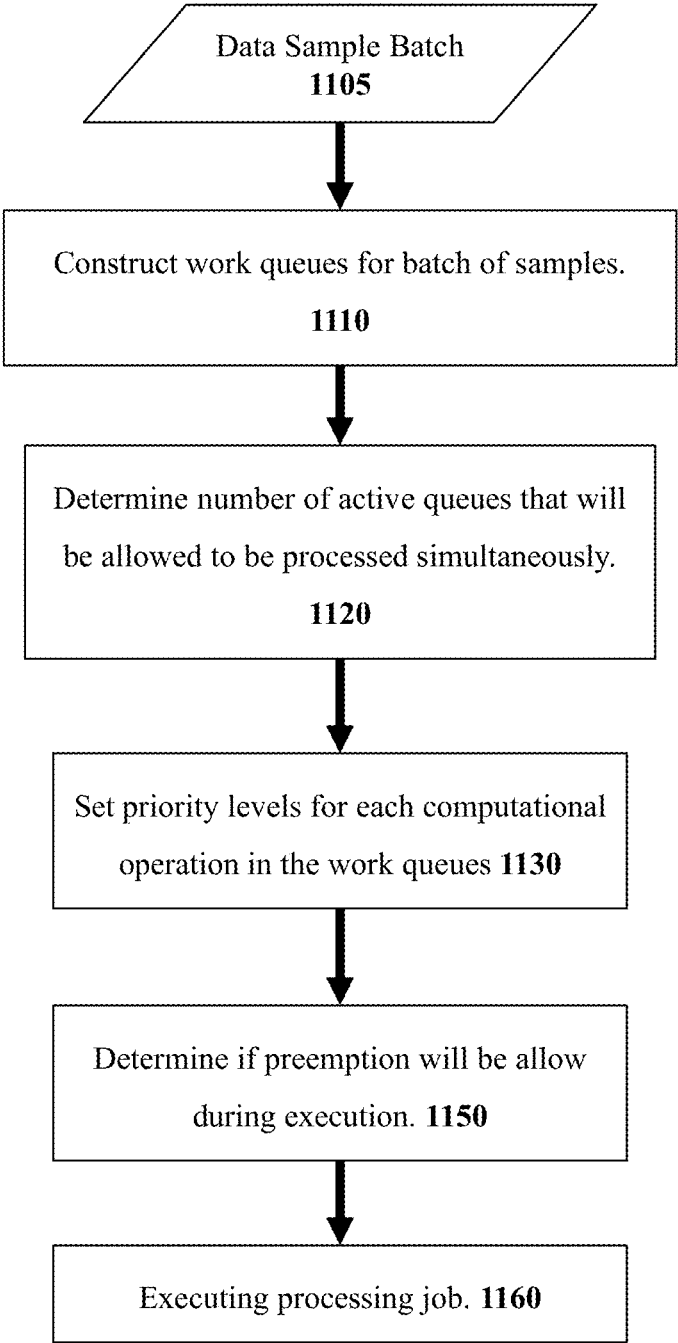 Data Sample Batch
1105
Construct work queues for batch of samples.
1110
Determine number of active queues that will
be allowed to be processed simultaneously.
1120
Set priority levels for each computational
operation in the work queues 1130
Determine if preemption will be allow
during execution. 1150
Executing processing job. 1160